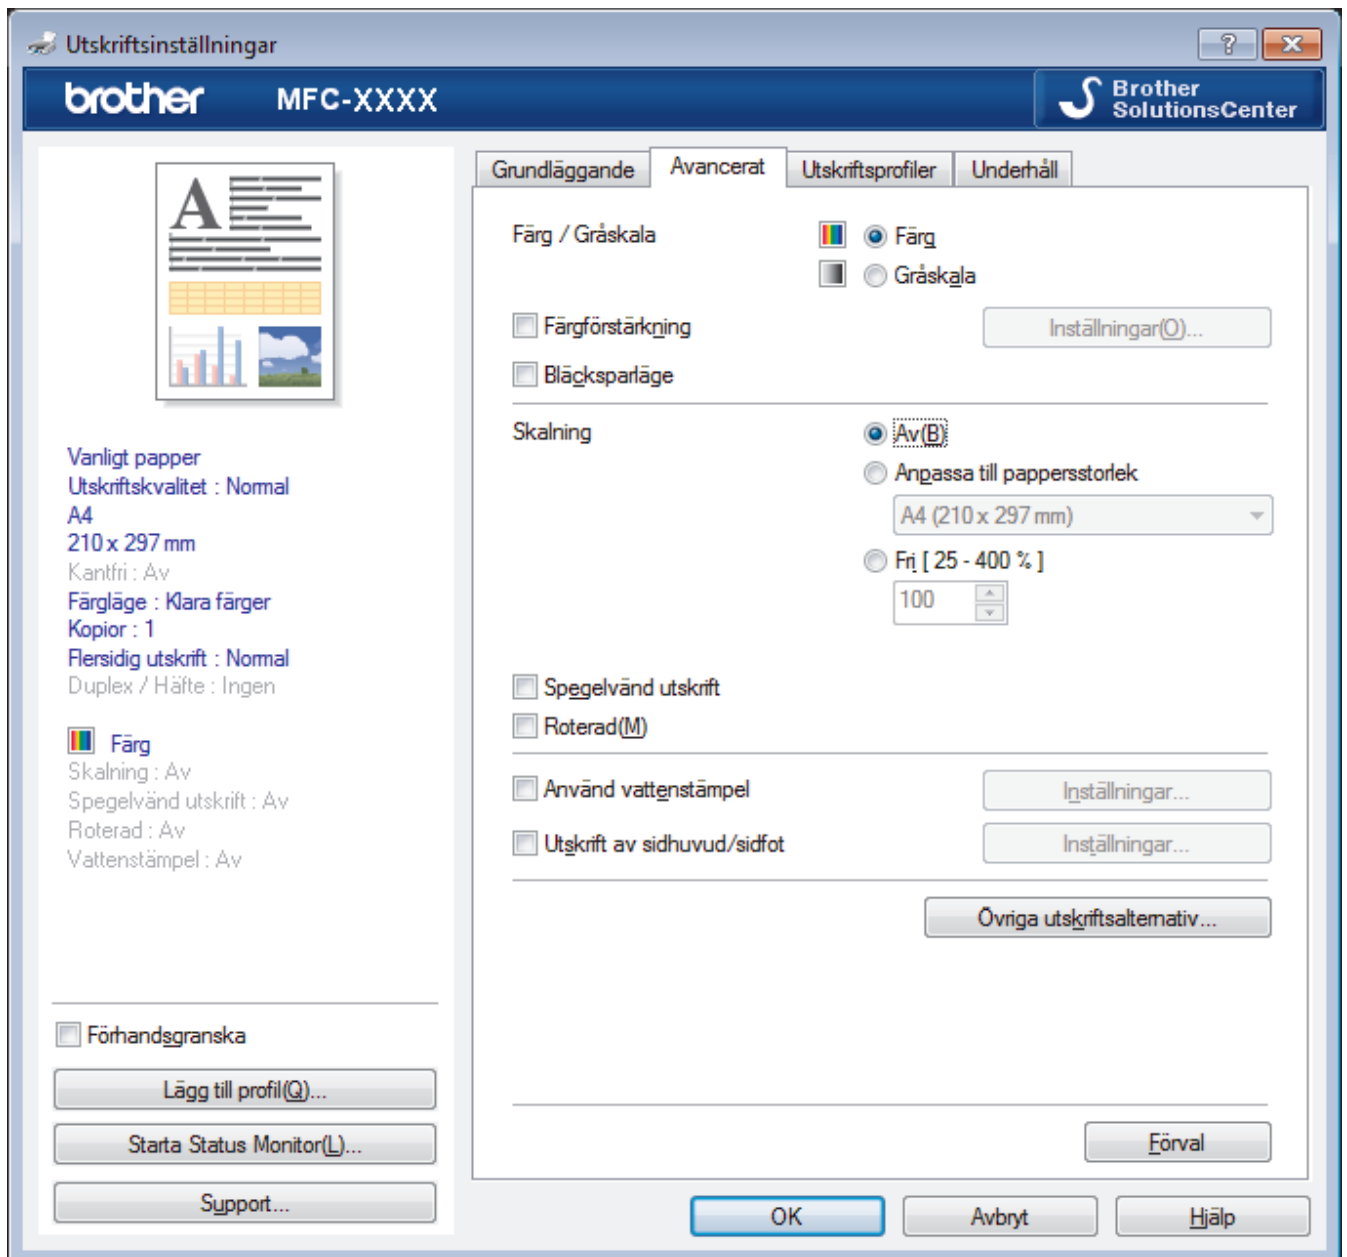 Utskriftsinställningar
?
brother MFC-XXXX
Brother
SolutionsCenter
A
Vanligt papper
Utskriftskvalitet : Normal
A4
210 x 297 mm
Kantfri : Av
Färgläge : Klara färger
Kopior : 1
Flersidig utskrift : Normal
Duplex / Häfte : Ingen
Färg
Skalning : Av
Spegelvänd utskrift : Av
Roterad : Av
Vattenstämpel : Av
Förhandsgranska
Lägg till profil(Q)...
Starta Status Monitor(L)...
Support...
Grundläggande Avancerat Utskriftsprofiler Underhåll
Färg / Gråskala Färg
Gråskala
Färgförstärkning Inställningar(O)...
Bläcksparläge
Skalning Av(B)
Anpassa till pappersstorlek
A4 (210 x 297 mm)
Fri [ 25 - 400 % ]
100
Spegelvänd utskrift
Roterad(M)
Använd vattenstämpel Inställningar...
Utskrift av sidhuvud/sidfot Inställningar...
Övriga utskriftsalternativ...
Förval
OK Avbryt Hjälp